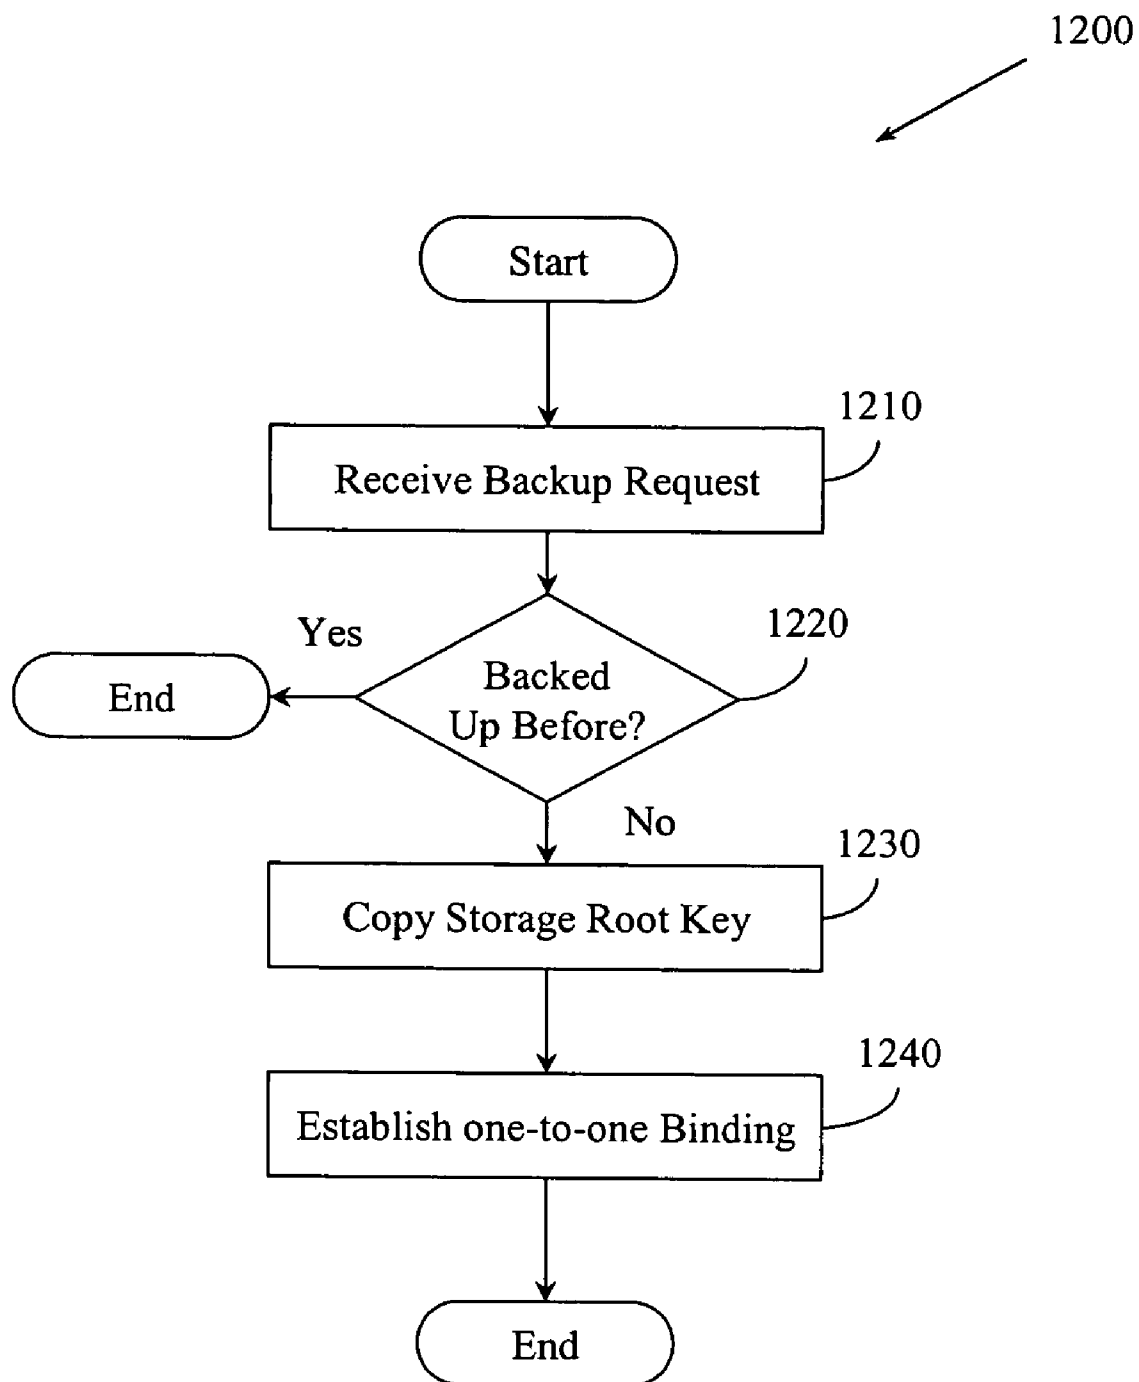 1200
Start
1210
Receive Backup Request
1220
Yes
Backed
Up Before?
End
No
1230
Copy Storage Root Key
1240
Establish one-to-one Binding
End